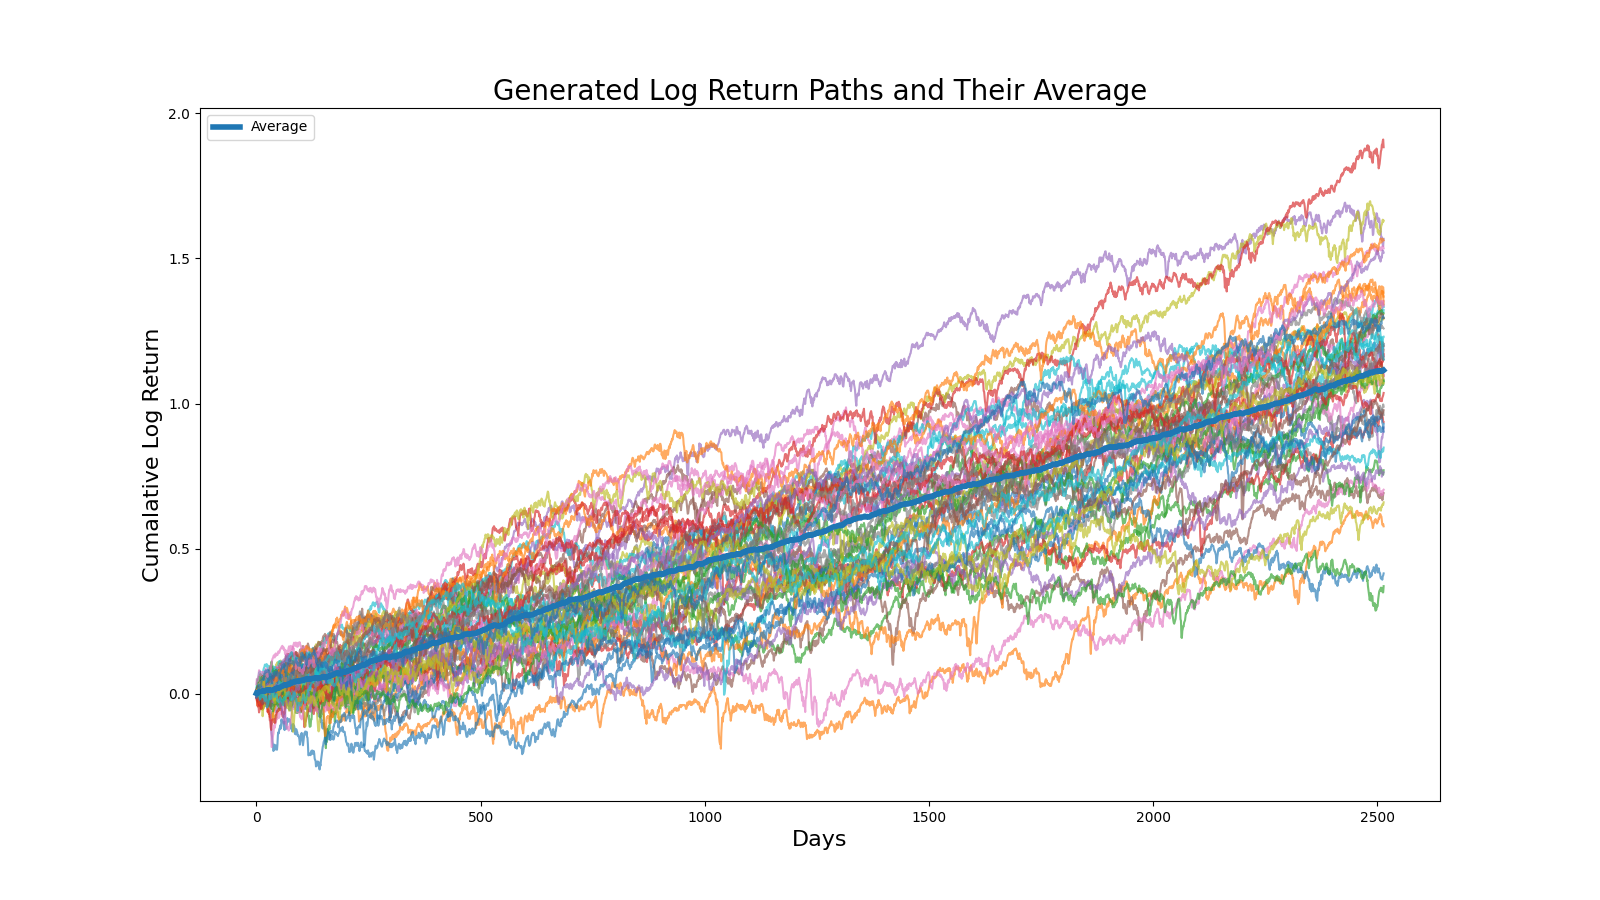 Generated Log Return Paths and Their Average
Average
2.0
1.5
1.0
0.5
0.0
Cumalative Log Return
0
500
1000
1500
2000
2500
Days